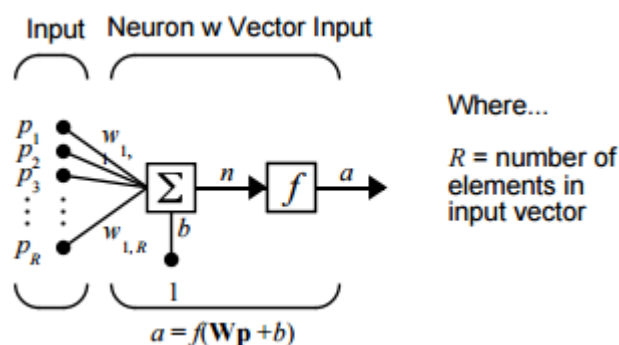 Input
Neuron w Vector Input
p1
p2
p3
pR
w1,1
w1,R
Σ
n
f
a
b
1
a = f(Wp +b)
Where...
R = number of
elements in
input vector